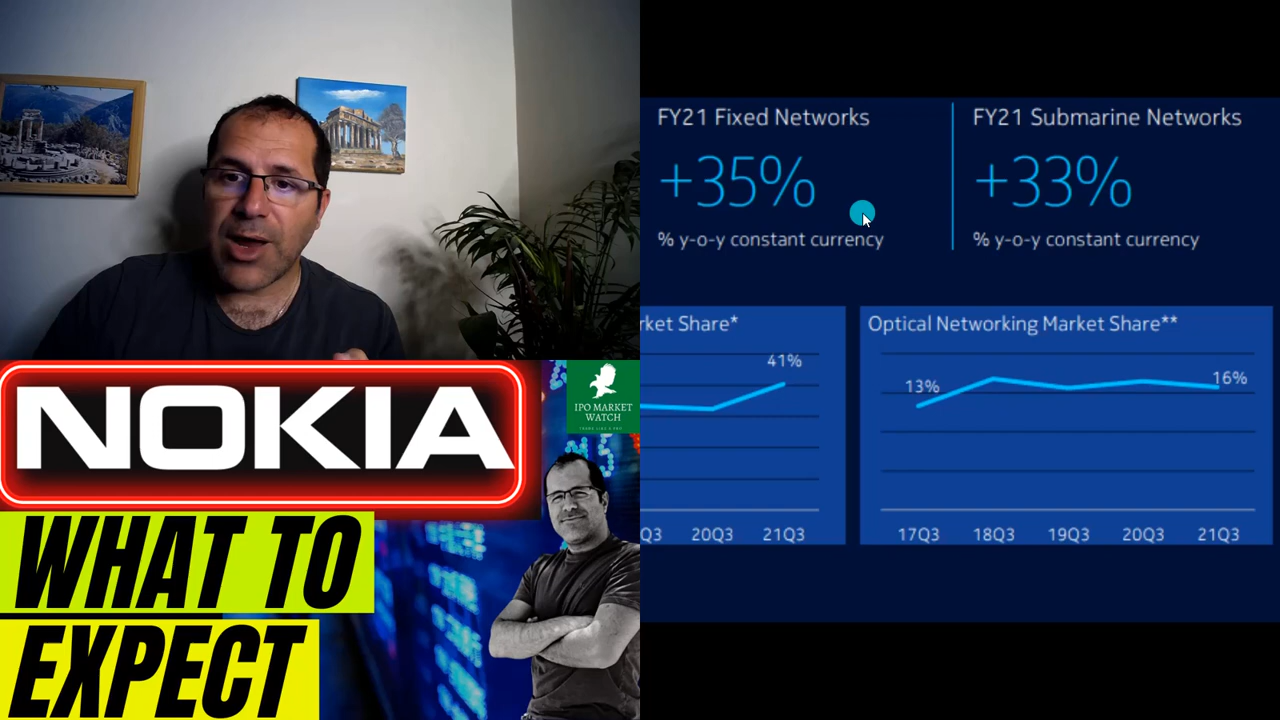 FY21 Fixed Networks
+35%
% y-o-y constant currency
FY21 Submarine Networks
+33%
% y-o-y constant currency
rket Share*
41%
Q3 20Q3 21Q3
Optical Networking Market Share**
13%
16%
17Q3 18Q3 19Q3 20Q3 21Q3
NOKIA
WHAT TO
EXPECT
IPO MARKET
WATCH